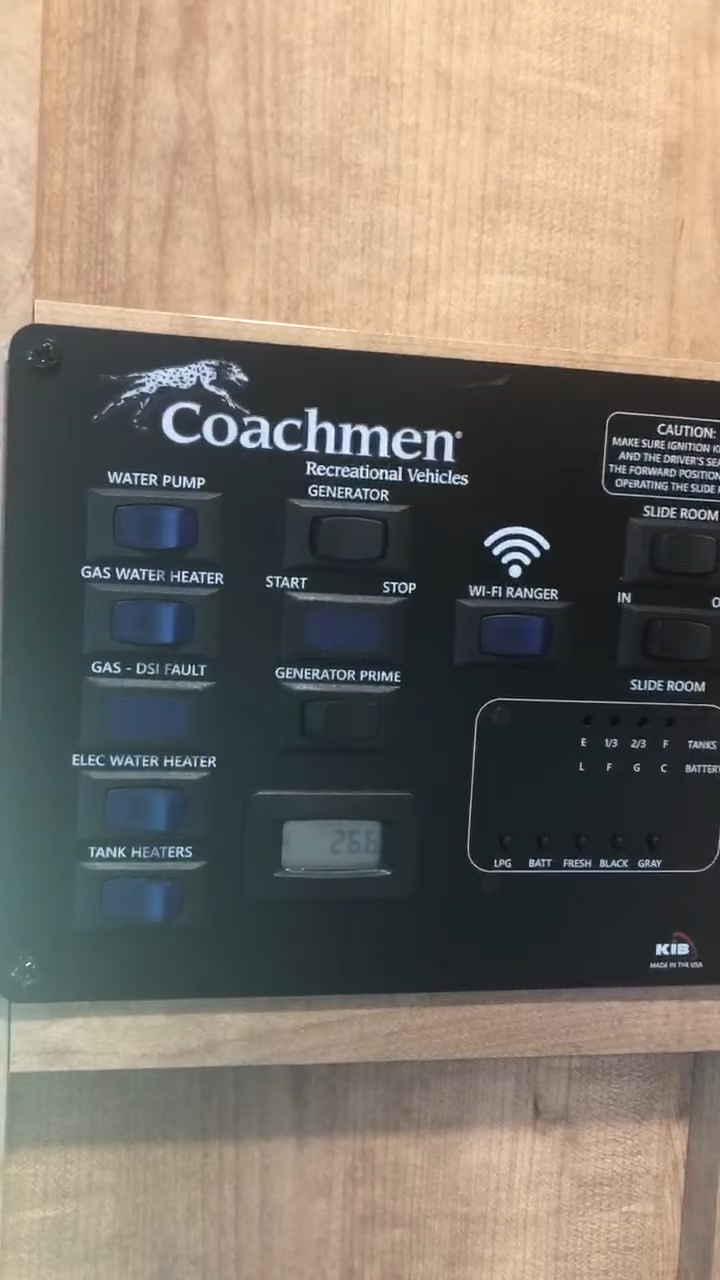 Coachmen®
Recreational Vehicles
CAUTION:
MAKE SURE IGNITION
AND THE DRIVER'S
THE FORWARD POSITION
OPERATING THE SLIDE
WATER PUMP
GENERATOR
SLIDE ROOM
GAS WATER HEATER
START STOP
WI-FI RANGER
IN
GAS - DSI FAULT
GENERATOR PRIME
SLIDE ROOM
E 1/3 2/3 F TANKS
L F G C
ELEC WATER HEATER
TANK HEATERS
26.6
LPG BATT FRESH BLACK GRAY
KIB
MADE IN THE USA